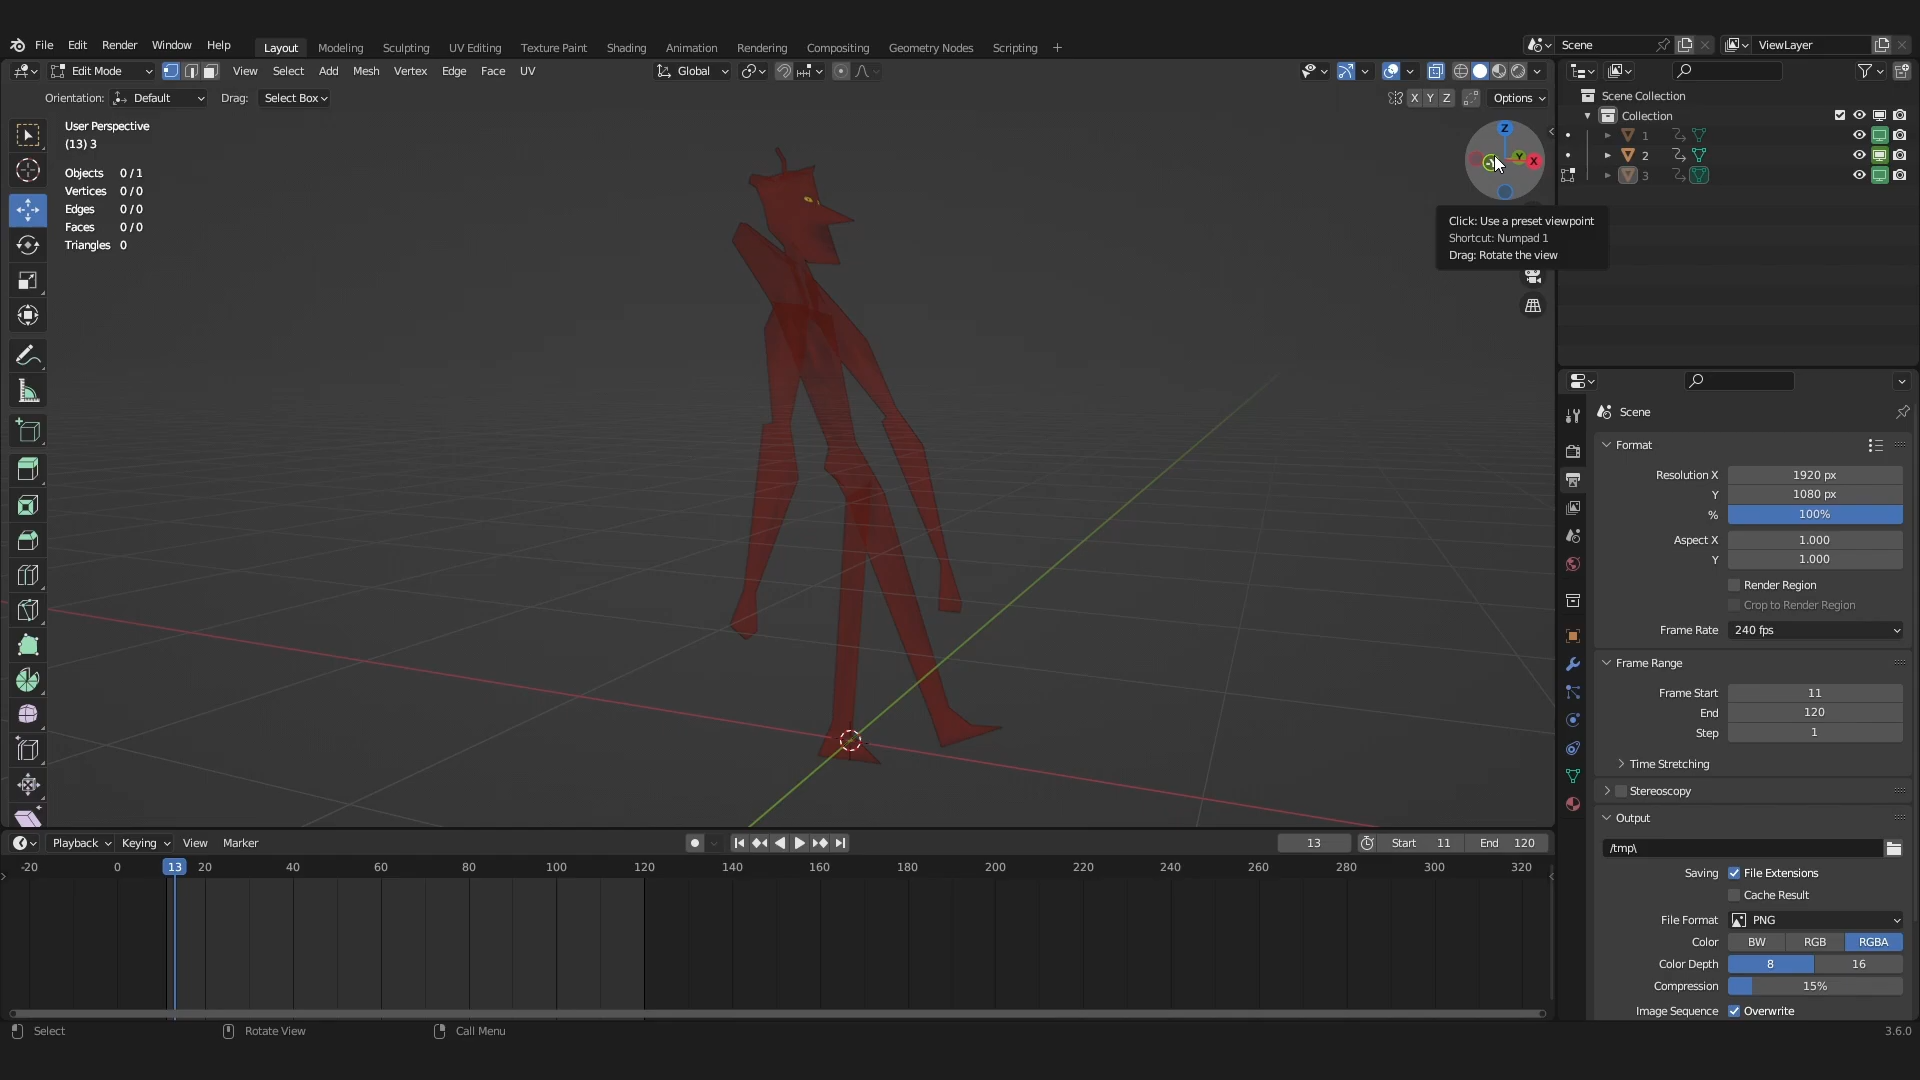 File Edit Render Window Help Layout Modeling Sculpting UV Editing Texture Paint Shading Animation Rendering Compositing Geometry Nodes Scripting + Scene ViewLayer
Edit Mode View Select Add Mesh Vertex Edge Face UV Global
Orientation: Default Drag: Select Box X Y Z Options
Scene Collection
Collection
1
2
3
User Perspective
(13) 3
Objects 0/1
Vertices 0/0
Edges 0/0
Faces 0/0
Triangles 0
Z
Y
X
Click: Use a preset viewpoint
Shortcut: Numpad 1
Drag: Rotate the view
Scene
Format
Resolution X 1920 px
Y 1080 px
% 100%
Aspect X 1.000
Y 1.000
Render Region
Crop to Render Region
Frame Rate 240 fps
Frame Range
Frame Start 11
End 120
Step 1
Time Stretching
Stereoscopy
Output
/tmp\
Saving File Extensions
Cache Result
File Format PNG
Color BW RGB RGBA
Color Depth 8 16
Compression 15%
Image Sequence Overwrite
Playback Keying View Marker 13 Start 11 End 120
-20 0 13 20 40 60 80 100 120 140 160 180 200 220 240 260 280 300 320
Select Rotate View Call Menu 3.6.0